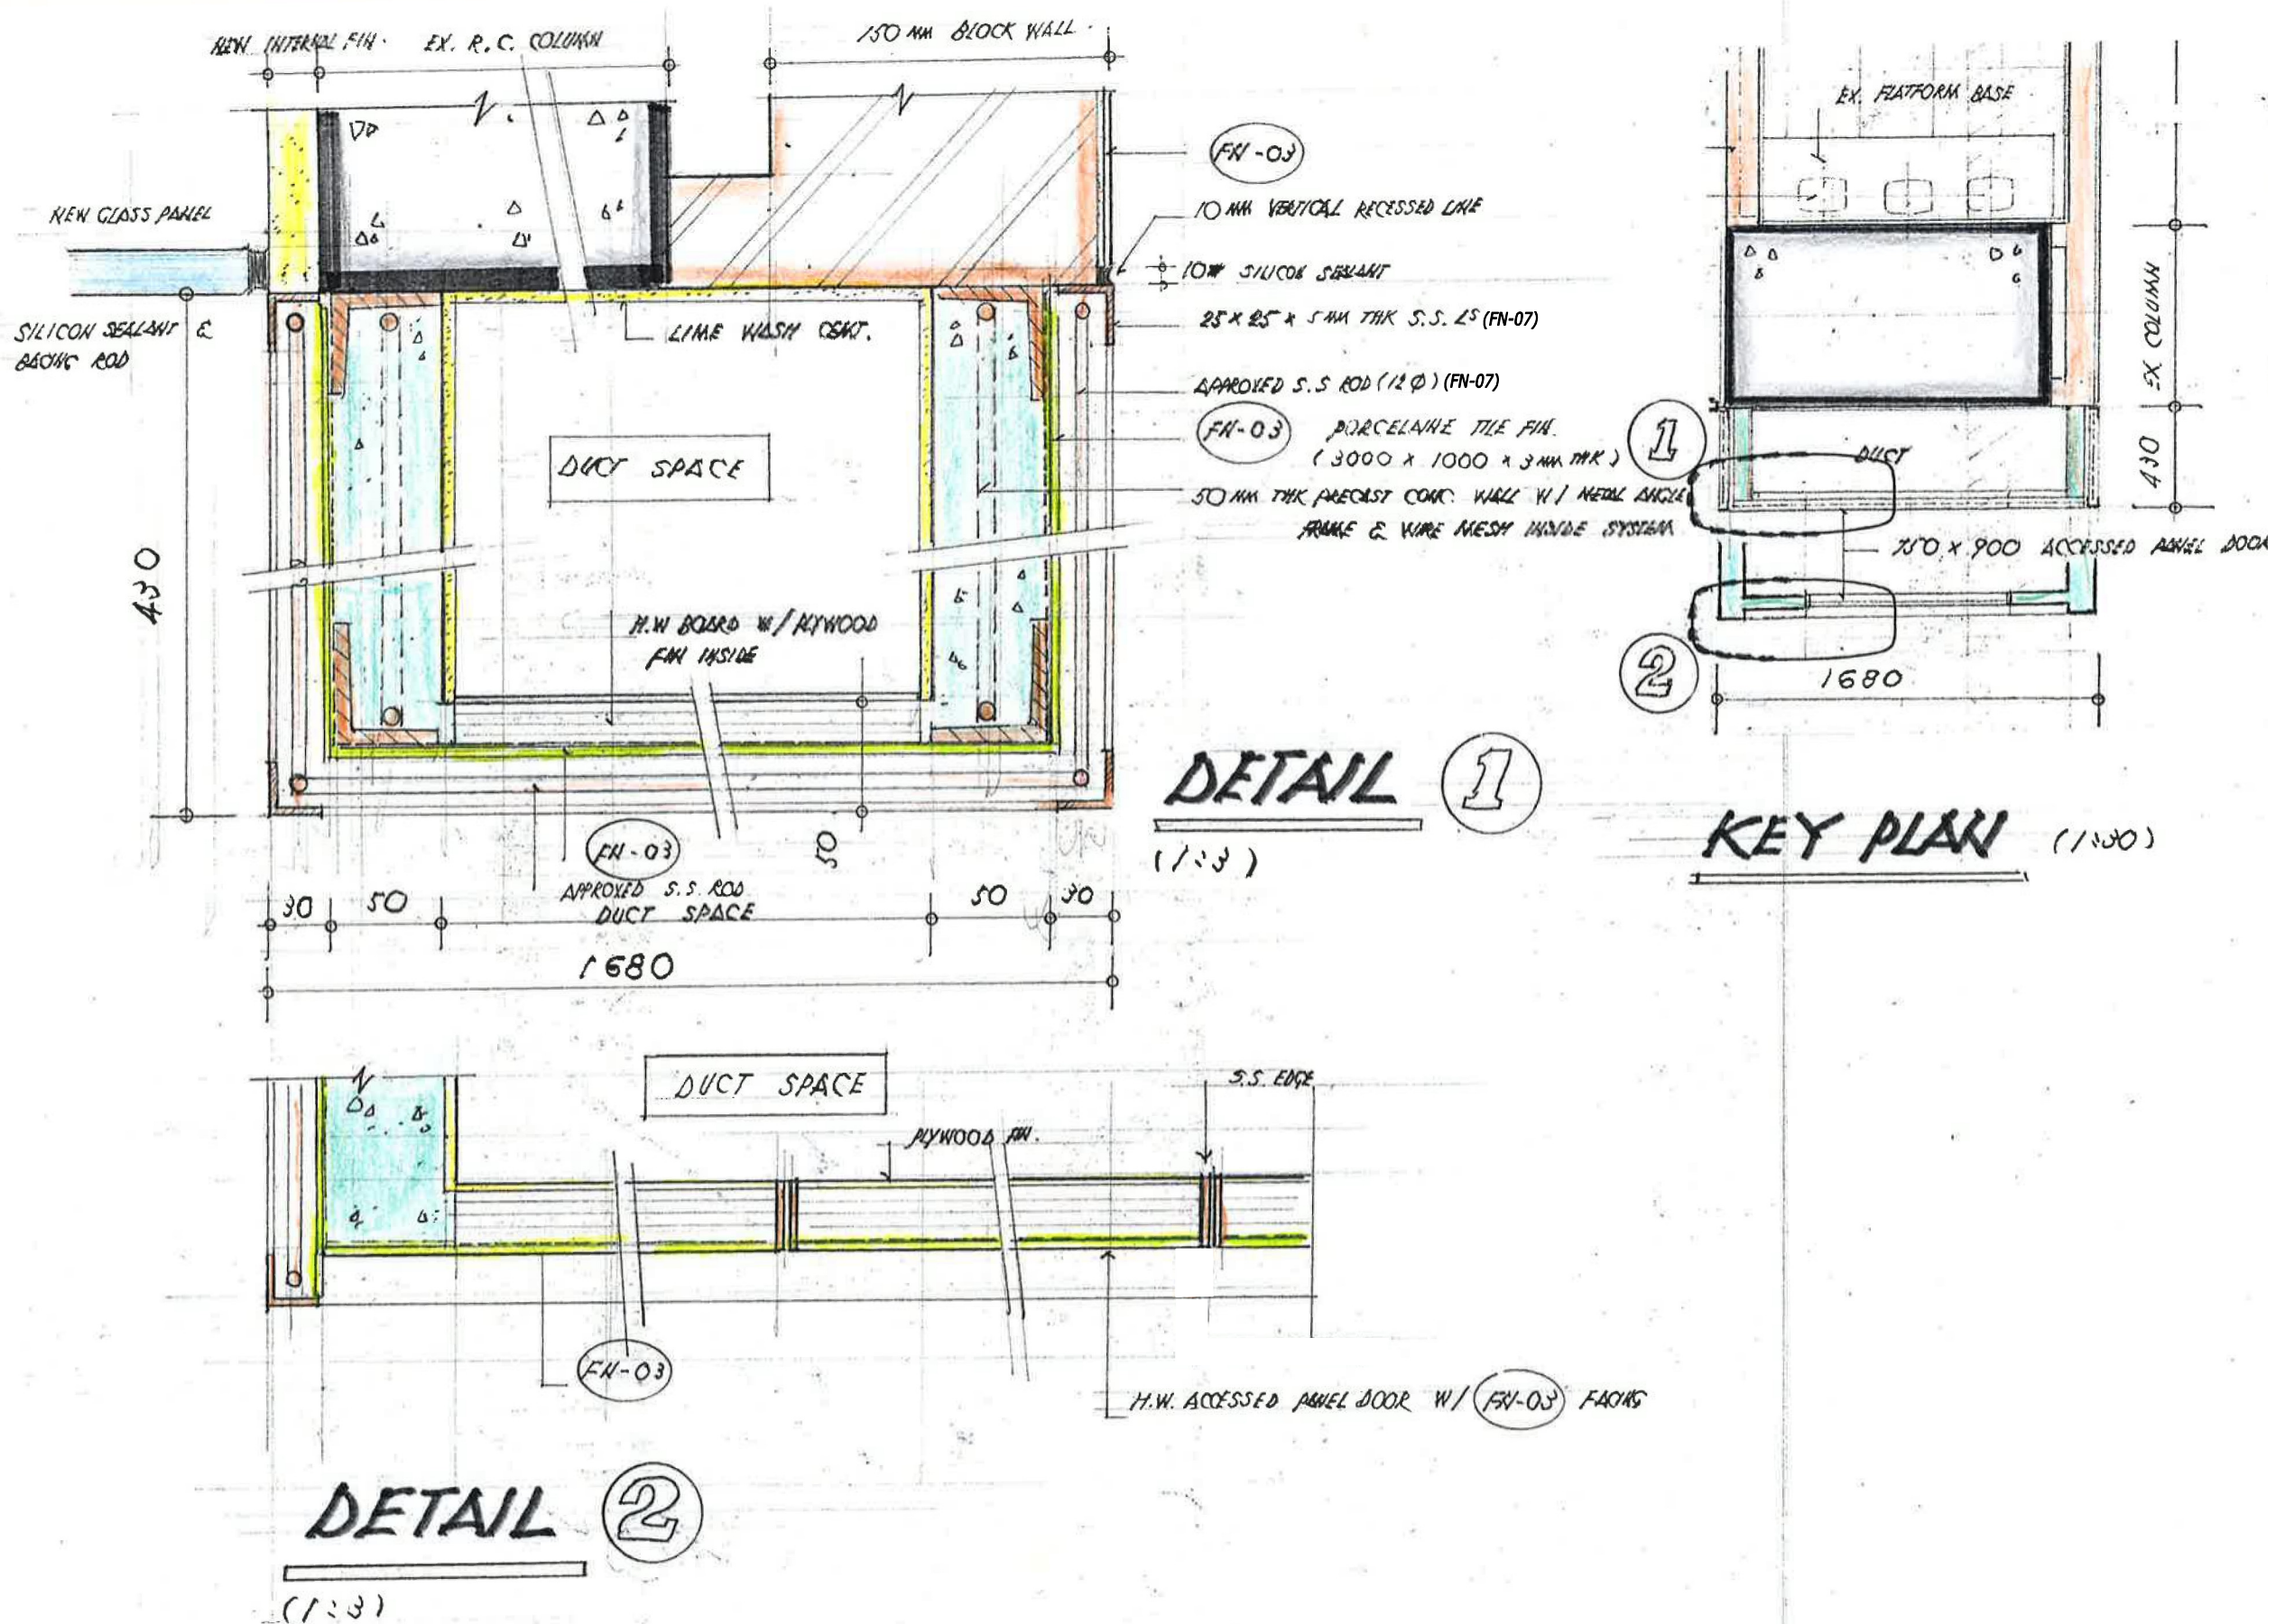 NEW INTERNAL FIN.
EX. R.C. COLUMN
150 MM BLOCK WALL.
NEW GLASS PANEL
SILICON SEALANT &
BACING ROD
FN-03
10 MM VERTICAL RECESSED LINE
SILICON SEALANT
25 X 25 X 5 MM THK S.S. LS (FN-07)
APPROVED S.S ROD (12 Ø) (FN-07)
FN-03
PORCELAINE TILE FIN.
(3000 X 1000 X 3 MM THK)
50 MM THK PRECAST CONC. WALL W/ METAL ANGLE
FRAME & WIRE MESH INSIDE SYSTEM
LIME WASH CEMT.
DUCT SPACE
H.W BOARD W/ PLYWOOD
FIN INSIDE
430
50
FN-03
APPROVED S.S. ROD
DUCT SPACE
30
50
50
30
1680
DETAIL 1
(1:3)
EX. PLATFORM BASE
EX COLUMN
430
DUCT
1
750 X 900 ACCESSED PANEL DOOR
2
1680
KEY PLAN (1:30)
DUCT SPACE
S.S. EDGE
PLYWOOD FIN.
FN-03
H.W. ACCESSED PANEL DOOR W/ FN-03 FACING
DETAIL 2
(1:3)